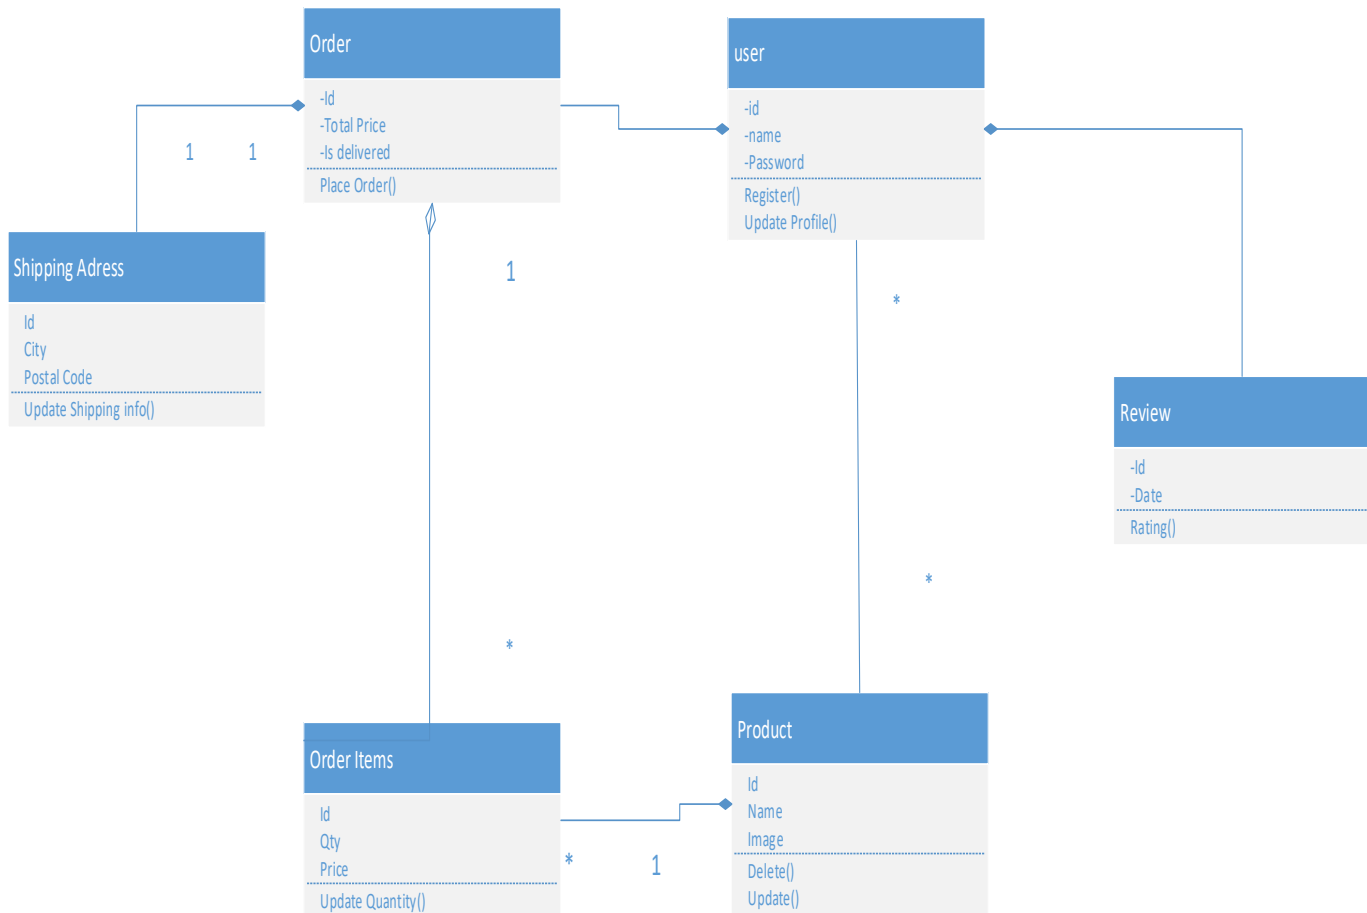 Order
-Id
-Total Price
-Is delivered
Place Order()
user
-id
-name
-Password
Register()
Update Profile()
1 1
Shipping Adress
Id
City
Postal Code
Update Shipping info()
1
*
Review
-Id
-Date
Rating()
*
*
Order Items
Id
Qty
Price
Update Quantity()
* 1
Product
Id
Name
Image
Delete()
Update()